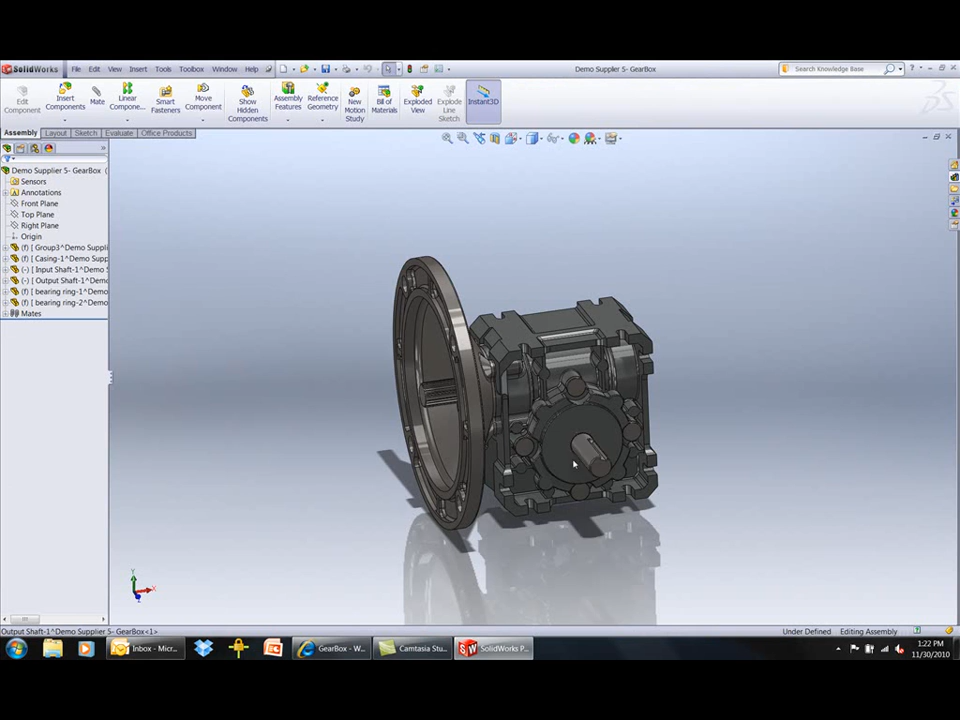 SolidWorks File Edit View Insert Tools Toolbox Window Help Demo Supplier 5- GearBox Search Knowledge Base ?
Edit Component
Insert Components
Mate
Linear Compone...
Smart Fasteners
Move Component
Show Hidden Components
Assembly Features
Reference Geometry
New Motion Study
Bill of Materials
Exploded View
Explode Line Sketch
Instant3D
Assembly Layout Sketch Evaluate Office Products
Demo Supplier 5- GearBox (
Sensors
Annotations
Front Plane
Top Plane
Right Plane
Origin
(f) [ Group3^Demo Suppli
(f) [ Casing-1^Demo Supp
(-) [ Input Shaft-1^Demo S
(-) [ Output Shaft-1^Demo
(f) [ bearing ring-1^Demo
(f) [ bearing ring-2^Demo
Mates
Y
X
Output Shaft-1^Demo Supplier 5- GearBox<1> Under Defined Editing Assembly
Inbox - Micr... GearBox - W... Camtasia Stu... SolidWorks P...
1:22 PM
11/30/2010